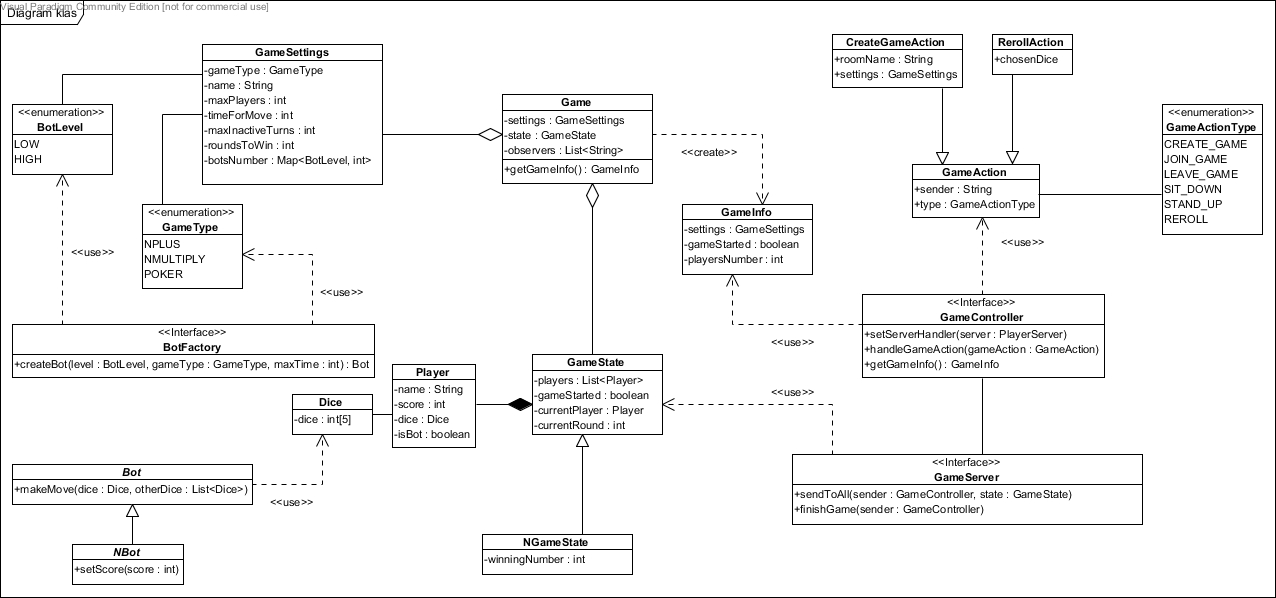 Visual Paradigm Community Edition [not for commercial use]
Diagram klas
GameSettings
-gameType : GameType
-name : String
-maxPlayers : int
-timeForMove : int
-maxInactiveTurns : int
-roundsToWin : int
-botsNumber : Map<BotLevel, int>
<<enumeration>>
BotLevel
LOW
HIGH
<<enumeration>>
GameType
NPLUS
NMULTIPLY
POKER
<<use>>
<<use>>
<<Interface>>
BotFactory
+createBot(level : BotLevel, gameType : GameType, maxTime : int) : Bot
Game
-settings : GameSettings
-state : GameState
-observers : List<String>
+getGameInfo() : GameInfo
<<create>>
GameInfo
-settings : GameSettings
-gameStarted : boolean
-playersNumber : int
CreateGameAction
+roomName : String
+settings : GameSettings
RerollAction
+chosenDice
<<enumeration>>
GameActionType
CREATE_GAME
JOIN_GAME
LEAVE_GAME
SIT_DOWN
STAND_UP
REROLL
GameAction
+sender : String
+type : GameActionType
<<use>>
<<Interface>>
GameController
+setServerHandler(server : PlayerServer)
+handleGameAction(gameAction : GameAction)
+getGameInfo() : GameInfo
<<use>>
<<use>>
GameState
-players : List<Player>
-gameStarted : boolean
-currentPlayer : Player
-currentRound : int
Player
-name : String
-score : int
-dice : Dice
-isBot : boolean
Dice
-dice : int[5]
Bot
+makeMove(dice : Dice, otherDice : List<Dice>)
<<use>>
NBot
+setScore(score : int)
NGameState
-winningNumber : int
<<Interface>>
GameServer
+sendToAll(sender : GameController, state : GameState)
+finishGame(sender : GameController)